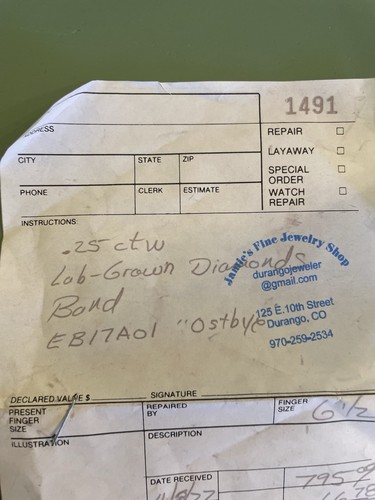 1491
REPAIR
LAYAWAY
SPECIAL ORDER
WATCH REPAIR
CITY STATE ZIP
PHONE CLERK ESTIMATE
INSTRUCTIONS:
.25 ctw
Lab-Grown Diamonds
Band
EB17A01 "Ostbye"
Jamie's Fine Jewelry Shop
durangojeweler
@gmail.com
125 E.10th Street
Durango, CO
970-259-2534
DECLARED VALUE $ SIGNATURE
PRESENT FINGER SIZE
REPAIRED BY
FINGER SIZE 6 1/2
ILLUSTRATION
DESCRIPTION
DATE RECEIVED
795